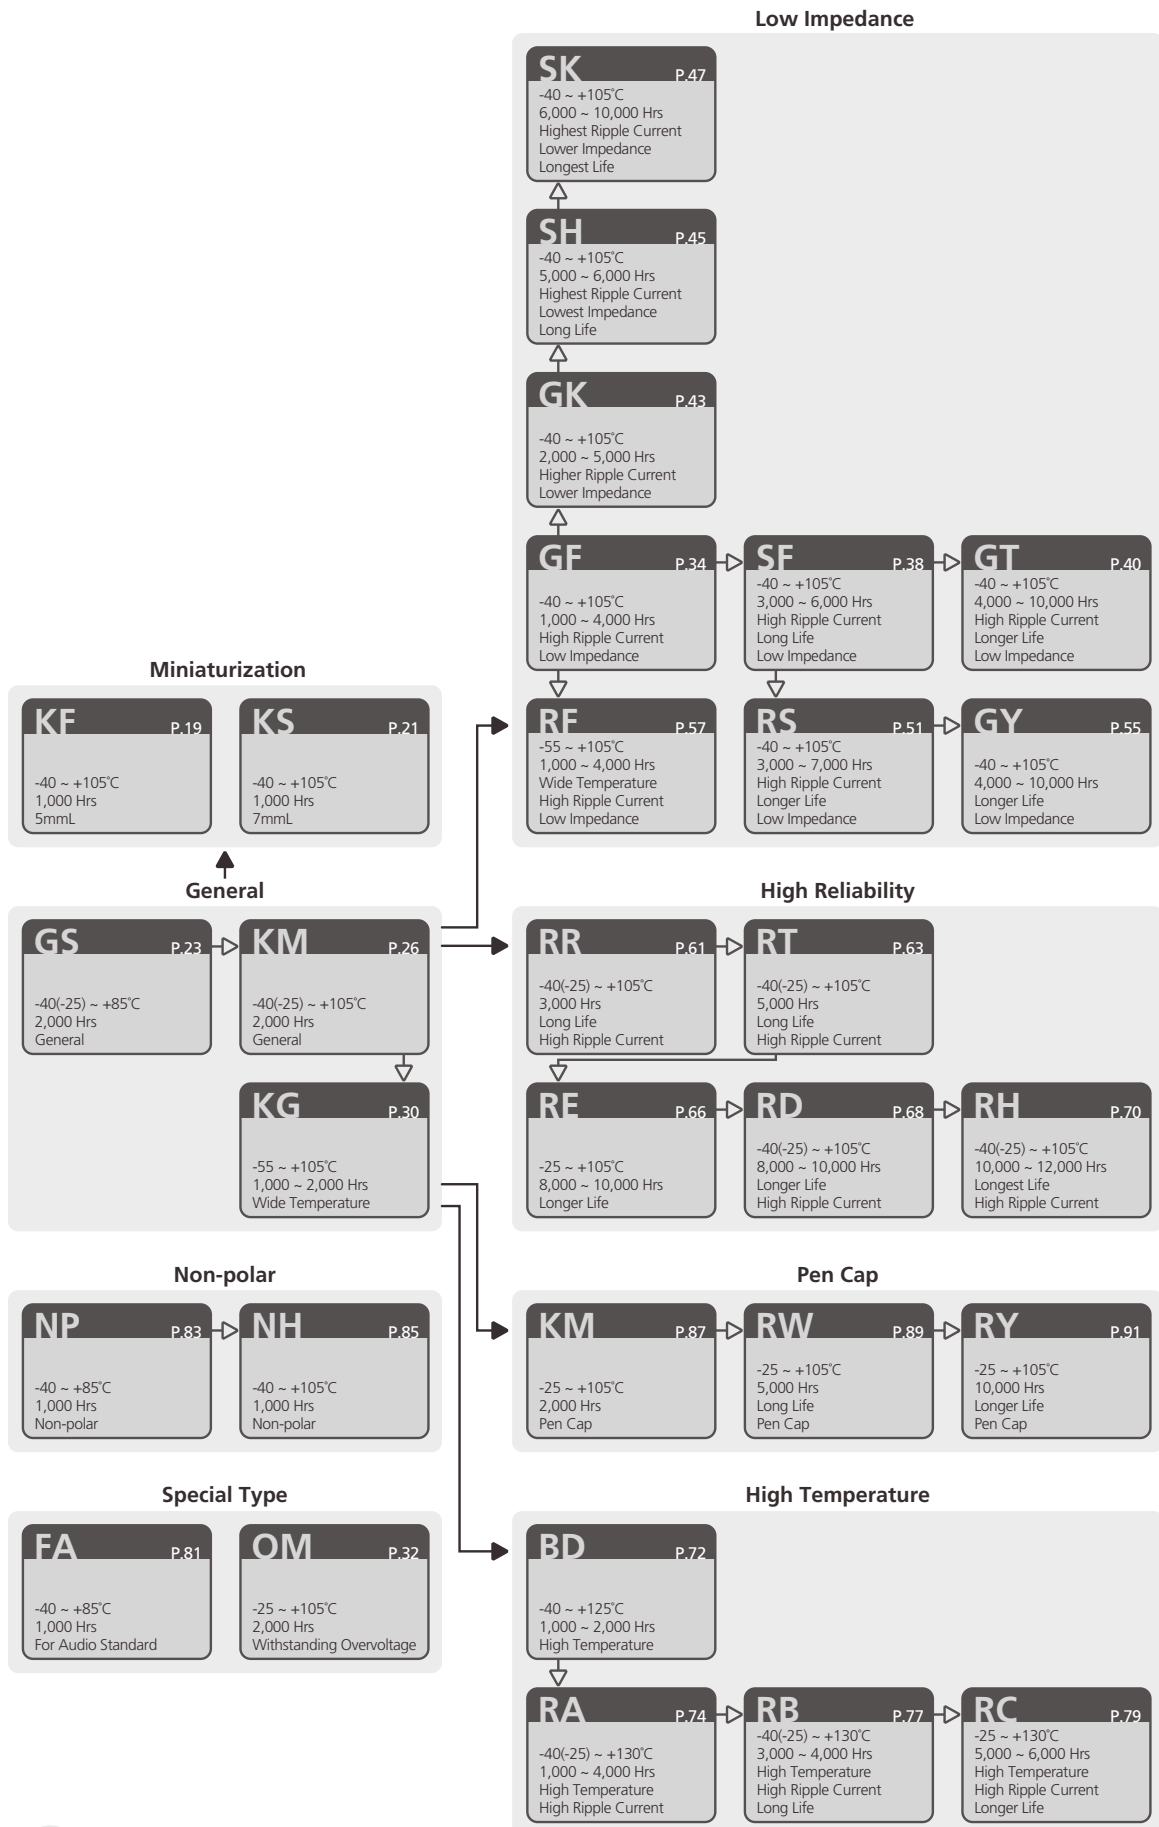 Low Impedance
SK P.47
-40 ~ +105˚C
6,000 ~ 10,000 Hrs
Highest Ripple Current
Lower Impedance
Longest Life
SH P.45
-40 ~ +105˚C
5,000 ~ 6,000 Hrs
Highest Ripple Current
Lowest Impedance
Long Life
GK P.43
-40 ~ +105˚C
2,000 ~ 5,000 Hrs
Higher Ripple Current
Lower Impedance
GF P.34
-40 ~ +105˚C
1,000 ~ 4,000 Hrs
High Ripple Current
Low Impedance
SF P.38
-40 ~ +105˚C
3,000 ~ 6,000 Hrs
High Ripple Current
Long Life
Low Impedance
GT P.40
-40 ~ +105˚C
4,000 ~ 10,000 Hrs
High Ripple Current
Longer Life
Low Impedance
RF P.57
-55 ~ +105˚C
1,000 ~ 4,000 Hrs
Wide Temperature
High Ripple Current
Low Impedance
RS P.51
-40 ~ +105˚C
3,000 ~ 7,000 Hrs
High Ripple Current
Longer Life
Low Impedance
GY P.55
-40 ~ +105˚C
4,000 ~ 10,000 Hrs
Longer Life
Low Impedance
Miniaturization
KF P.19
-40 ~ +105˚C
1,000 Hrs
5mmL
KS P.21
-40 ~ +105˚C
1,000 Hrs
7mmL
General
GS P.23
-40(-25) ~ +85˚C
2,000 Hrs
General
KM P.26
-40(-25) ~ +105˚C
2,000 Hrs
General
KG P.30
-55 ~ +105˚C
1,000 ~ 2,000 Hrs
Wide Temperature
High Reliability
RR P.61
-40(-25) ~ +105˚C
3,000 Hrs
Long Life
High Ripple Current
RT P.63
-40(-25) ~ +105˚C
5,000 Hrs
Long Life
High Ripple Current
RE P.66
-25 ~ +105˚C
8,000 ~ 10,000 Hrs
Longer Life
RD P.68
-40(-25) ~ +105˚C
8,000 ~ 10,000 Hrs
Longer Life
High Ripple Current
RH P.70
-40(-25) ~ +105˚C
10,000 ~ 12,000 Hrs
Longest Life
High Ripple Current
Non-polar
NP P.83
-40 ~ +85˚C
1,000 Hrs
Non-polar
NH P.85
-40 ~ +105˚C
1,000 Hrs
Non-polar
Pen Cap
KM P.87
-25 ~ +105˚C
2,000 Hrs
Pen Cap
RW P.89
-25 ~ +105˚C
5,000 Hrs
Long Life
Pen Cap
RY P.91
-25 ~ +105˚C
10,000 Hrs
Longer Life
Pen Cap
Special Type
FA P.81
-40 ~ +85˚C
1,000 Hrs
For Audio Standard
OM P.32
-25 ~ +105˚C
2,000 Hrs
Withstanding Overvoltage
High Temperature
BD P.72
-40 ~ +125˚C
1,000 ~ 2,000 Hrs
High Temperature
RA P.74
-40(-25) ~ +130˚C
1,000 ~ 4,000 Hrs
High Temperature
High Ripple Current
RB P.77
-40(-25) ~ +130˚C
3,000 ~ 4,000 Hrs
High Temperature
High Ripple Current
Long Life
RC P.79
-25 ~ +130˚C
5,000 ~ 6,000 Hrs
High Temperature
High Ripple Current
Longer Life